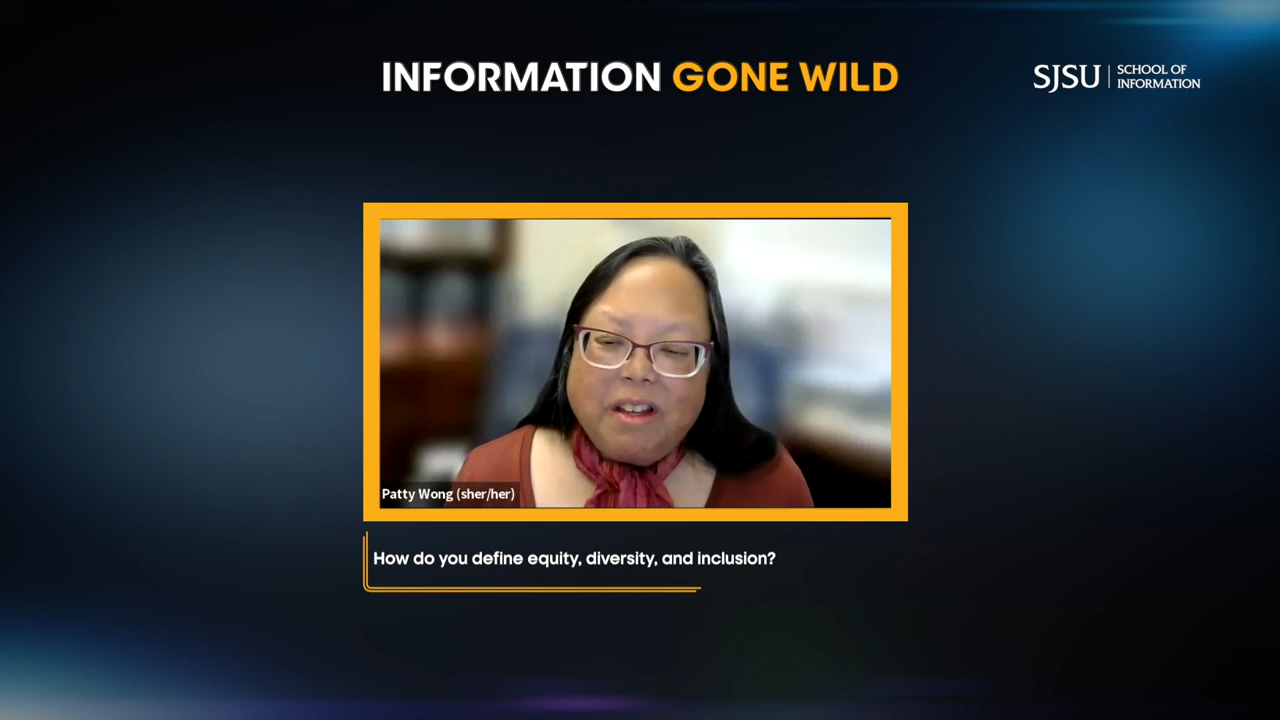 INFORMATION GONE WILD
SJSU
SCHOOL OF
INFORMATION
Patty Wong (sher/her)
How do you define equity, diversity, and inclusion?